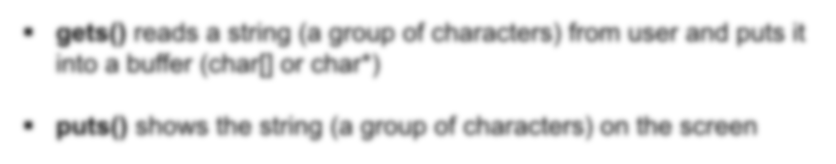 ▪ gets() reads a string (a group of characters) from user and puts it
into a buffer (char[] or char*)
▪ puts() shows the string (a group of characters) on the screen